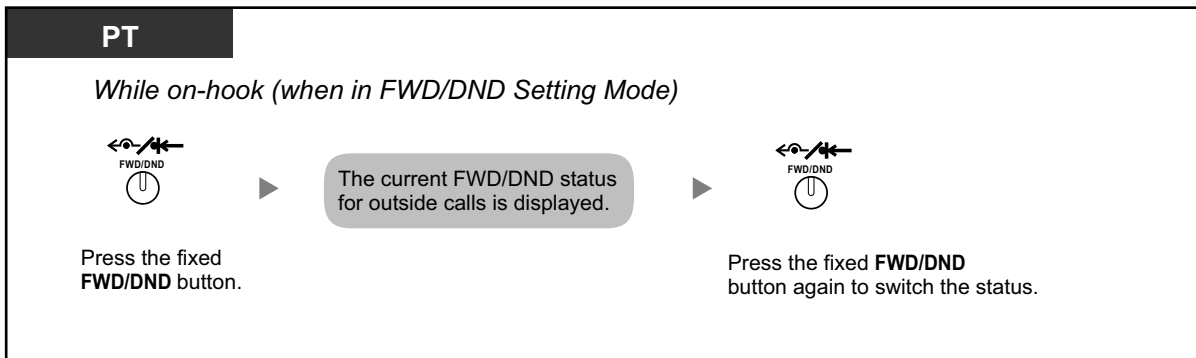 PT
While on-hook (when in FWD/DND Setting Mode)
FWD/DND
The current FWD/DND status
for outside calls is displayed.
FWD/DND
Press the fixed
FWD/DND button.
Press the fixed FWD/DND
button again to switch the status.